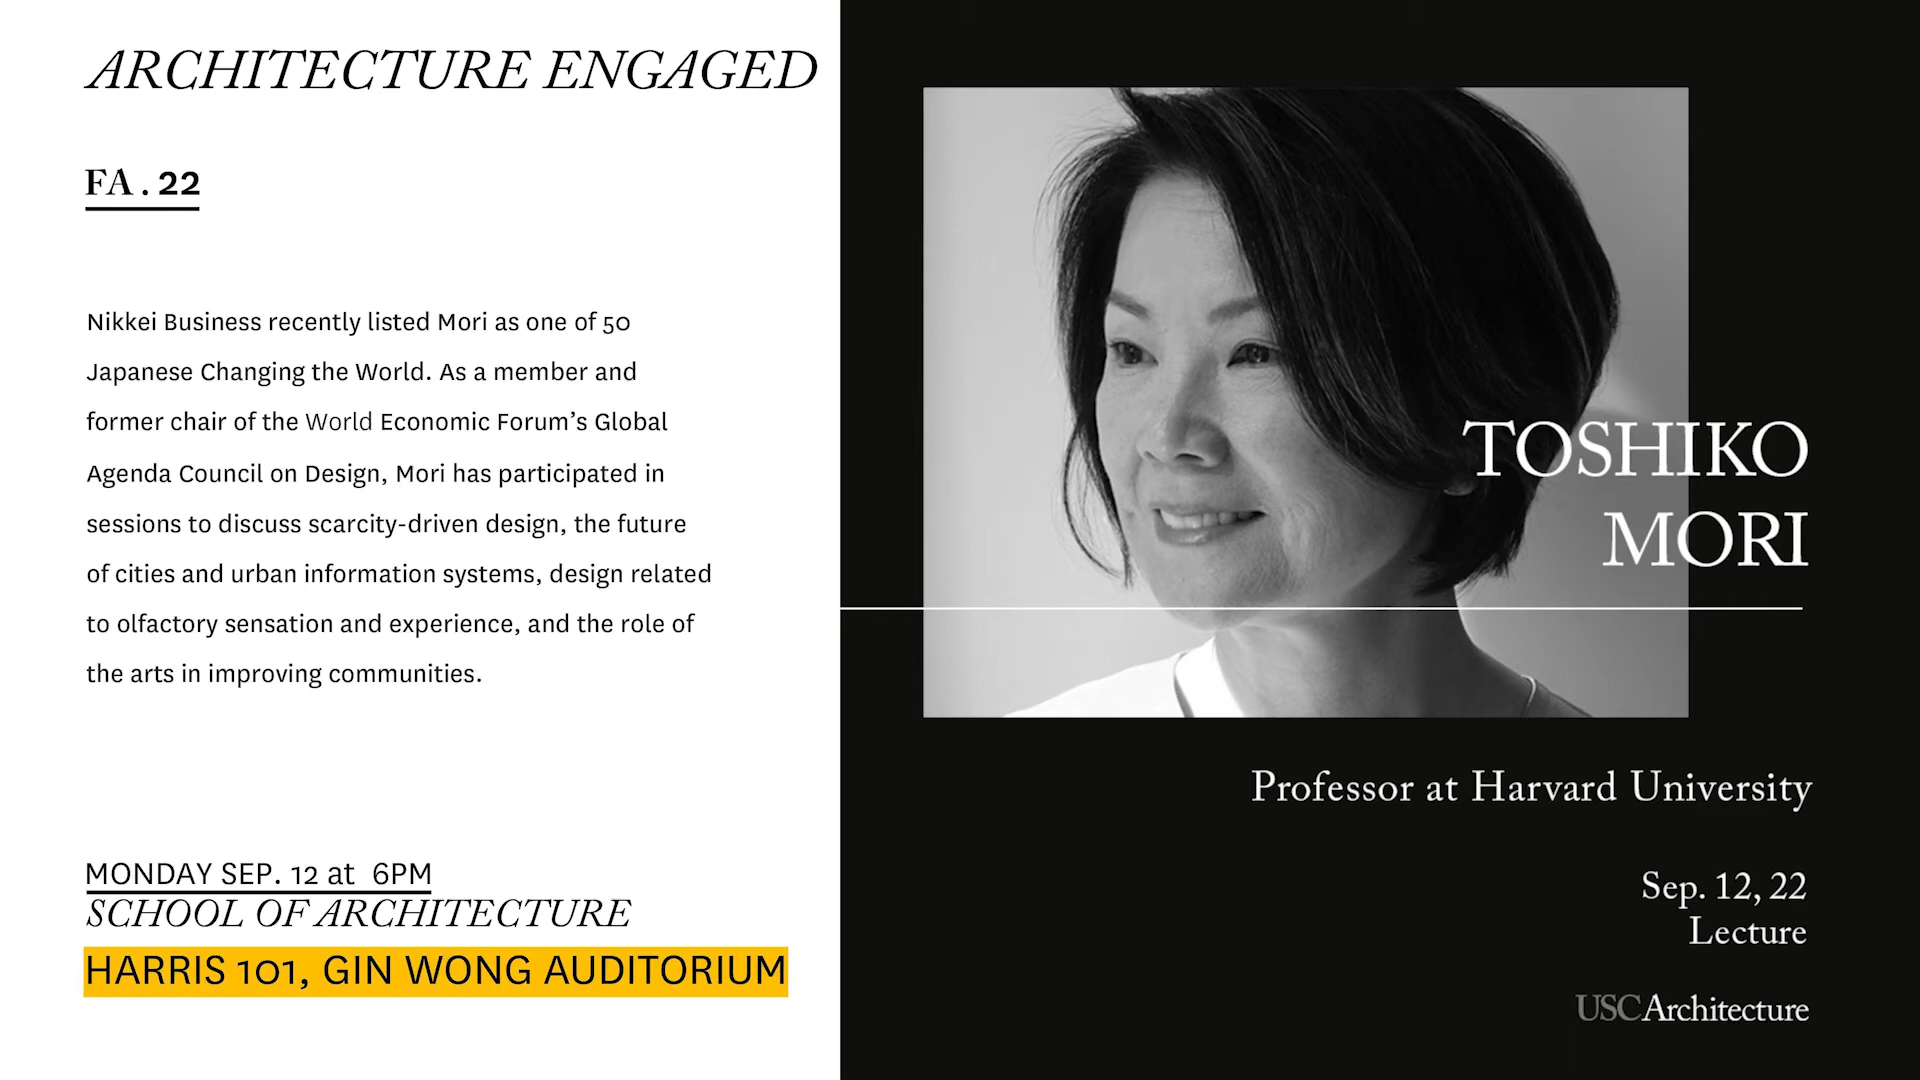 ARCHITECTURE ENGAGED
FA . 22
Nikkei Business recently listed Mori as one of 50
Japanese Changing the World. As a member and
former chair of the World Economic Forum’s Global
Agenda Council on Design, Mori has participated in
sessions to discuss scarcity-driven design, the future
of cities and urban information systems, design related
to olfactory sensation and experience, and the role of
the arts in improving communities.
MONDAY SEP. 12 at 6PM
SCHOOL OF ARCHITECTURE
HARRIS 101, GIN WONG AUDITORIUM
TOSHIKO
MORI
Professor at Harvard University
Sep. 12, 22
Lecture
USCArchitecture